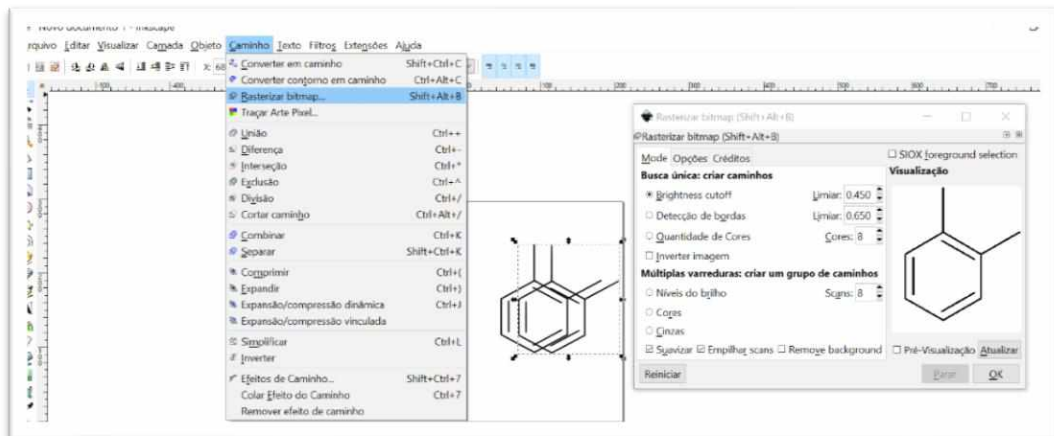 Novo documento 1 - Inkscape
rquivo Editar Visualizar Camada Objeto Caminho Texto Filtros Extensões Ajuda
Converter em caminho Shift+Ctrl+C
Converter contorno em caminho Ctrl+Alt+C
Rasterizar bitmap... Shift+Alt+B
Traçar Arte Pixel...
União Ctrl++
Diferença Ctrl+-
Interseção Ctrl+*
Exclusão Ctrl+^
Divisão Ctrl+/
Cortar caminho Ctrl+Alt+/
Combinar Ctrl+K
Separar Shift+Ctrl+K
Comprimir Ctrl+(
Expandir Ctrl+)
Expansão/compressão dinâmica Ctrl+J
Expansão/compressão vinculada
Simplificar Ctrl+L
Inverter
Efeitos de Caminho... Shift+Ctrl+7
Colar Efeito do Caminho Ctrl+7
Remover efeito de caminho
Rasterizar bitmap (Shift+Alt+B)
Rasterizar bitmap (Shift+Alt+B)
Mode Opções Créditos
SIOX foreground selection
Busca única: criar caminhos
Visualização
Brightness cutoff Limiar: 0,450
Detecção de bordas Limiar: 0,650
Quantidade de Cores Cores: 8
Inverter imagem
Múltiplas varreduras: criar um grupo de caminhos
Níveis do brilho Scans: 8
Cores
Cinzas
Suavizar Empilhar scans Remove background
Pré-Visualização Atualizar
Reiniciar Parar OK